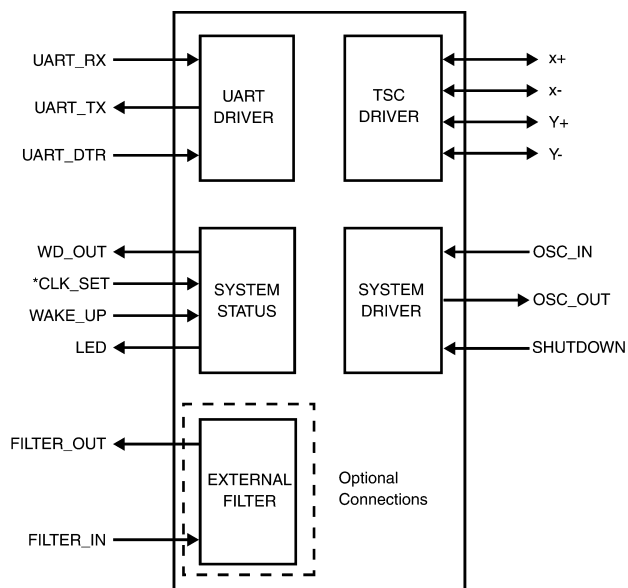 UART_RX
UART_TX
UART_DTR
UART
DRIVER
TSC
DRIVER
x+
x-
Y+
Y-
WD_OUT
*CLK_SET
WAKE_UP
LED
SYSTEM
STATUS
SYSTEM
DRIVER
OSC_IN
OSC_OUT
SHUTDOWN
FILTER_OUT
FILTER_IN
EXTERNAL
FILTER
Optional
Connections